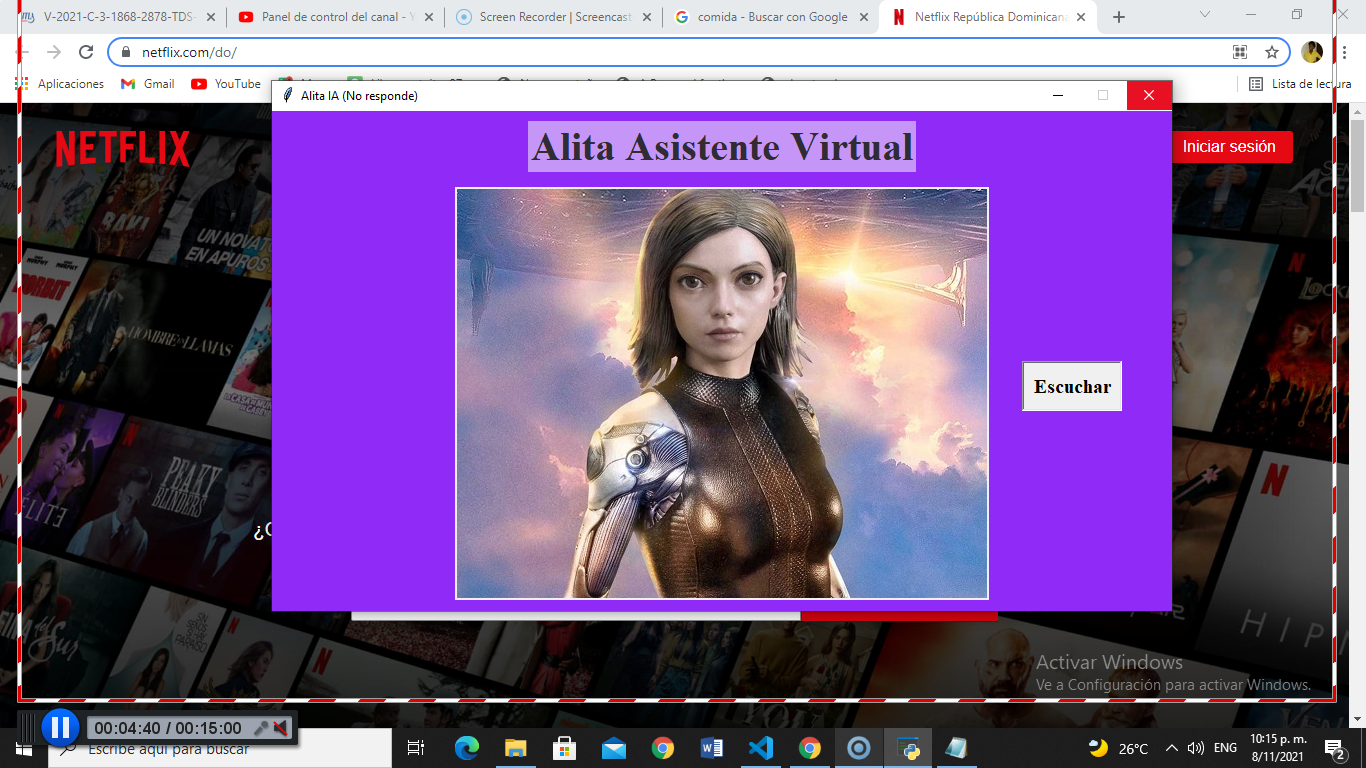 V-2021-C-3-1868-2878-TDS-
Panel de control del canal - Y
Screen Recorder | Screencast
comida - Buscar con Google
Netflix República Dominicana
netflix.com/do/
Aplicaciones
Gmail
YouTube
Lista de lectura
Alita IA (No responde)
Alita Asistente Virtual
NETFLIX
Iniciar sesión
UN NOVATO
EN APUROS
HOMBRE EN LLAMAS
PEAKY
BLINDERS
Escuchar
¿C
HIP
Activar Windows
Ve a Configuración para activar Windows.
00:04:40 / 00:15:00
Escribe aquí para buscar
26°C
ENG
10:15 p. m.
8/11/2021
2